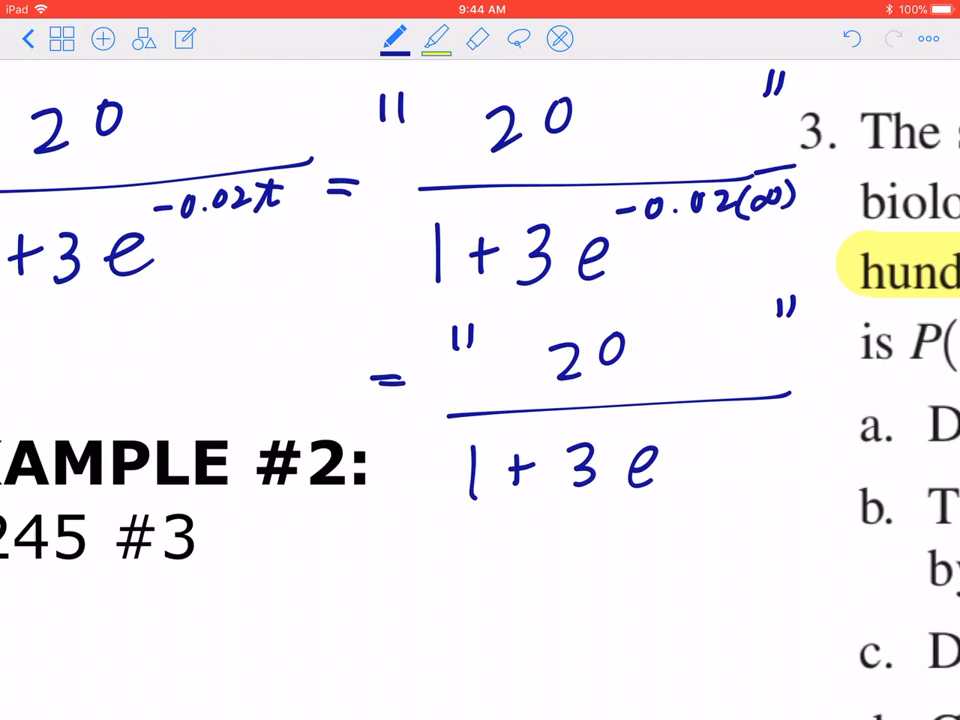 iPad 9:44 AM 100%
20 " 20 "
+3e^{-0.02t} = 1+3e^{-0.02(∞)}
= " 20 "
1+3e
XAMPLE #2:
245 #3
3. The
biolo
hund
is P(
a. D
b. T
by
c. D